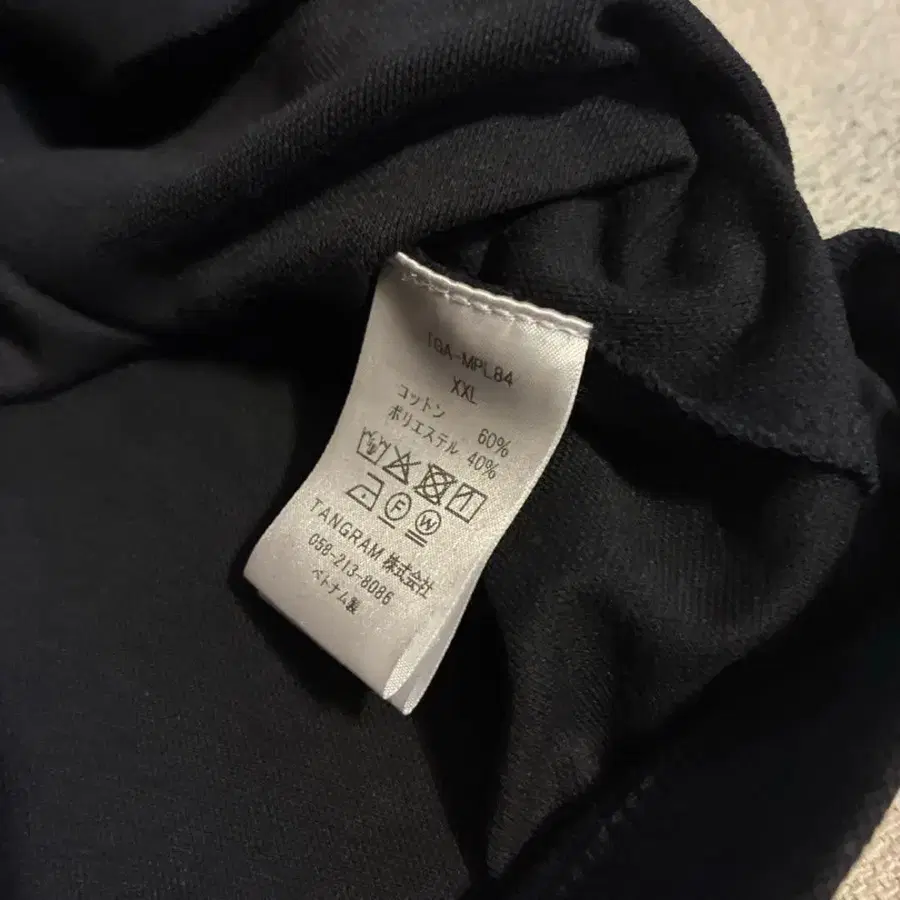 TGA-MPL84
XXL
コットン 60%
ポリエステル 40%
F W
TANGRAM 株式会社
058-213-8086
ベトナム製